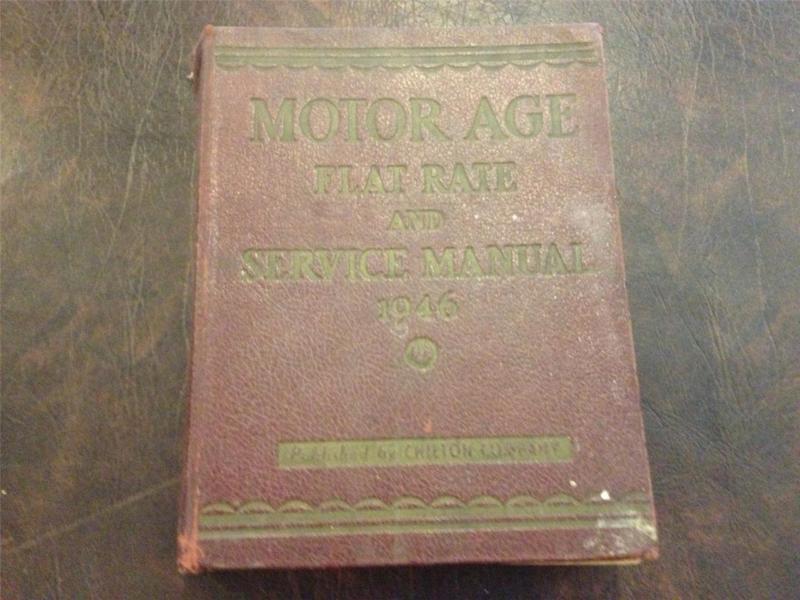 MOTOR AGE
FLAT RATE
AND
SERVICE MANUAL
1946
Published by CHILTON COMPANY